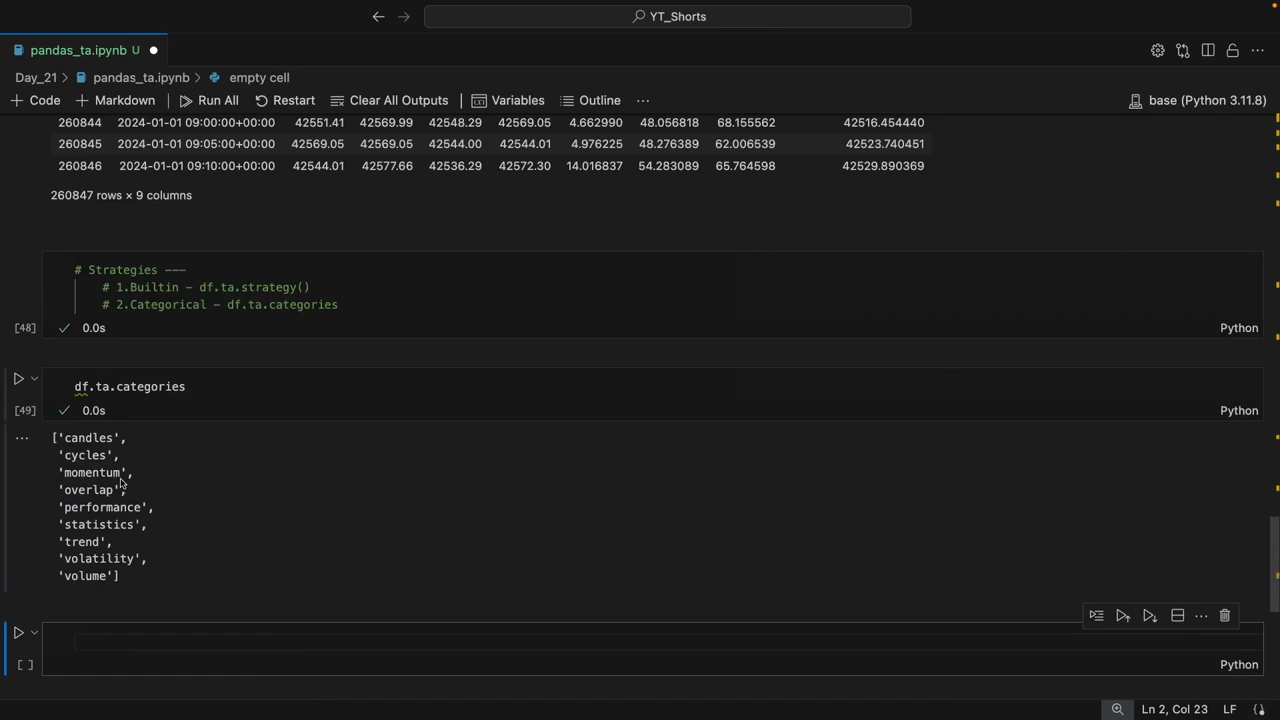 YT_Shorts
pandas_ta.ipynb U
Day_21 > pandas_ta.ipynb > empty cell
Code Markdown Run All Restart Clear All Outputs Variables Outline ... base (Python 3.11.8)
260844 2024-01-01 09:00:00+00:00 42551.41 42569.99 42548.29 42569.05 4.662990 48.056818 68.155562 42516.454440
260845 2024-01-01 09:05:00+00:00 42569.05 42569.05 42544.00 42544.01 4.976225 48.276389 62.006539 42523.740451
260846 2024-01-01 09:10:00+00:00 42544.01 42577.66 42536.29 42572.30 14.016837 54.283089 65.764598 42529.890369
260847 rows × 9 columns
# Strategies ---
# 1.Builtin - df.ta.strategy()
# 2.Categorical - df.ta.categories
[48] 0.0s Python
df.ta.categories
[49] 0.0s Python
['candles',
'cycles',
'momentum',
'overlap',
'performance',
'statistics',
'trend',
'volatility',
'volume']
[ ] Python
Ln 2, Col 23 LF